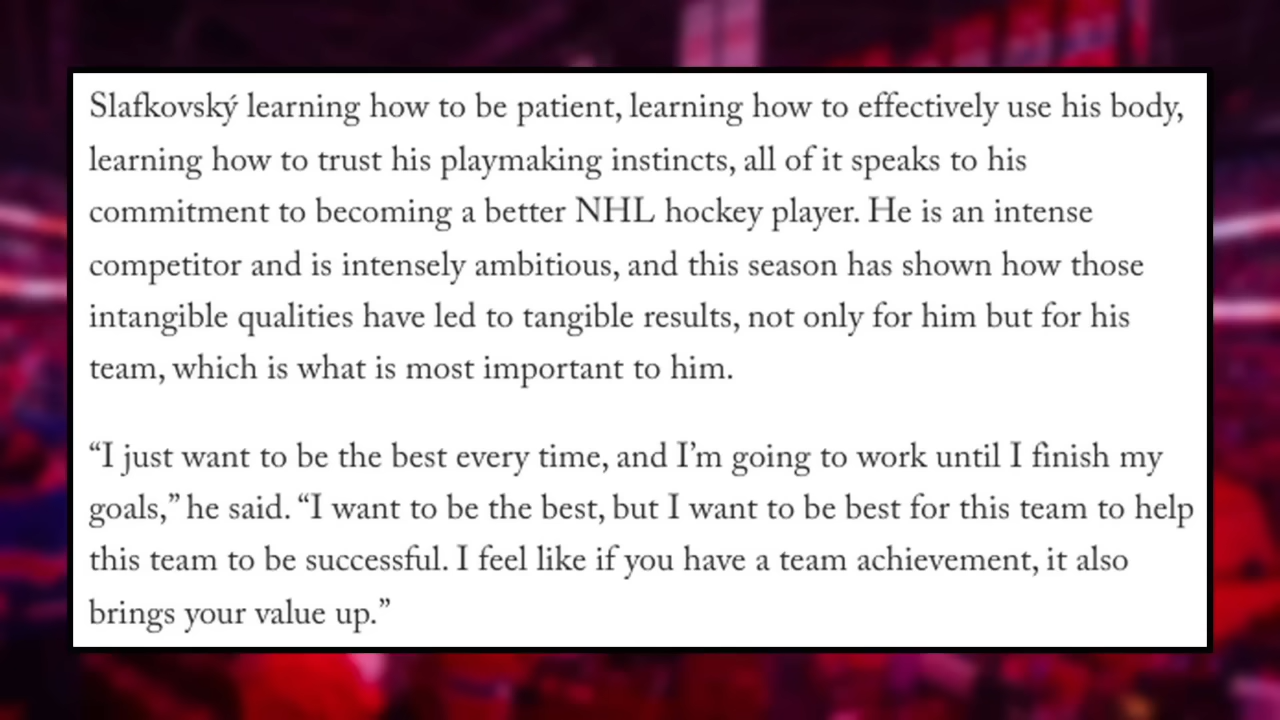 Slafkovský learning how to be patient, learning how to effectively use his body,
learning how to trust his playmaking instincts, all of it speaks to his
commitment to becoming a better NHL hockey player. He is an intense
competitor and is intensely ambitious, and this season has shown how those
intangible qualities have led to tangible results, not only for him but for his
team, which is what is most important to him.
“I just want to be the best every time, and I’m going to work until I finish my
goals,” he said. “I want to be the best, but I want to be best for this team to help
this team to be successful. I feel like if you have a team achievement, it also
brings your value up.”